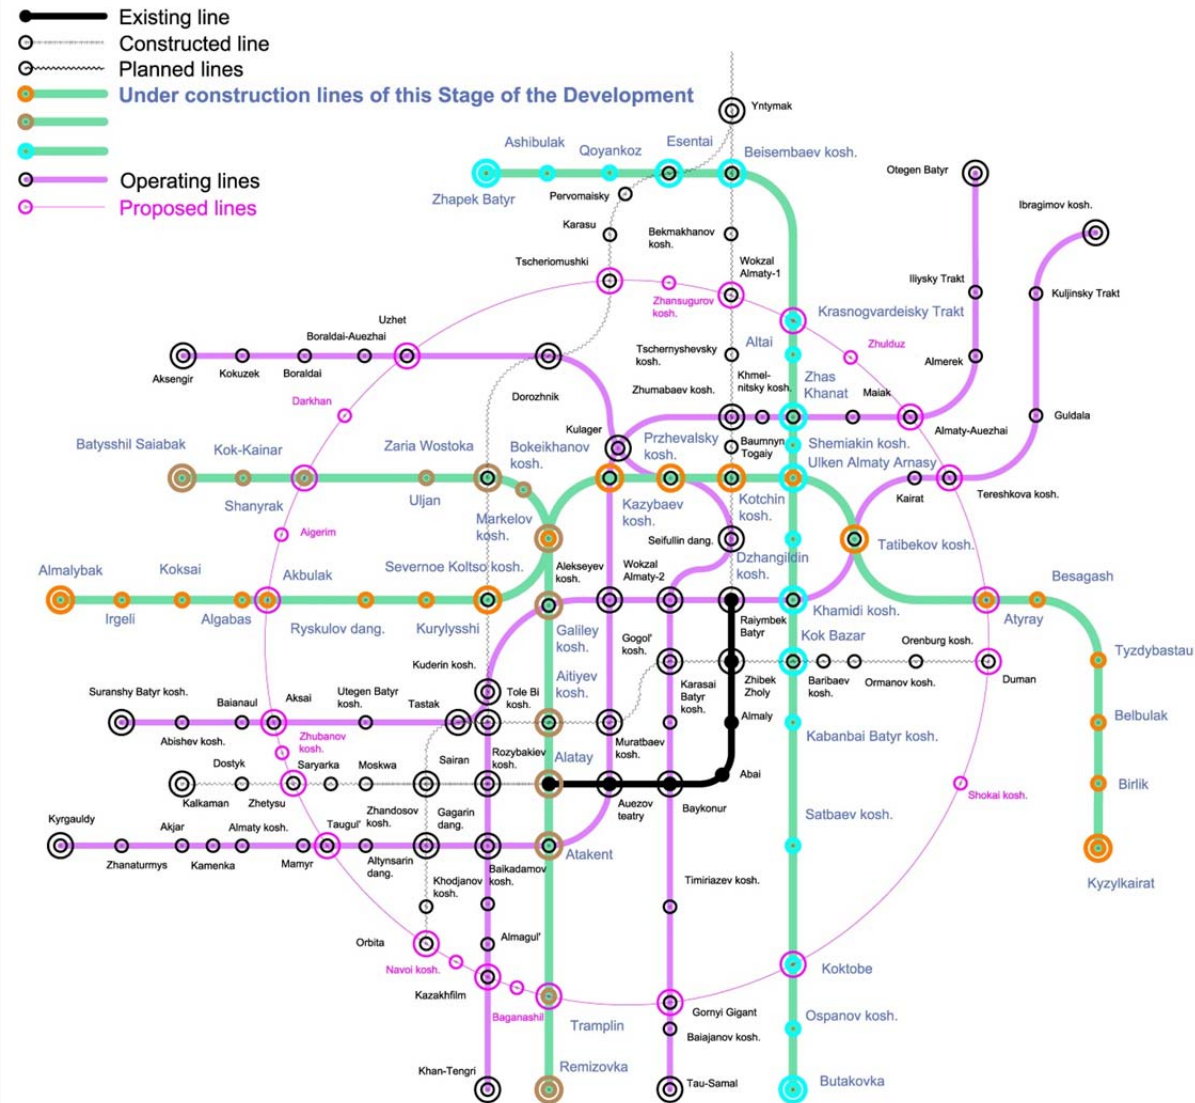 Existing line
Constructed line
Planned lines
Under construction lines of this Stage of the Development
Operating lines
Proposed lines
Yntymak
Ashibulak
Qoyankoz
Esentai
Beisembaev kosh.
Zhapek Batyr
Pervomaisky
Otegen Batyr
Ibragimov kosh.
Karasu
Bekmakhanov
kosh.
Tscheriomushki
Wokzal
Almaty-1
Iliysky Trakt
Kuljinsky Trakt
Zhansugurov
kosh.
Krasnogvardeisky Trakt
Uzhet
Boraldai-Auezhai
Altai
Zhulduz
Aksengir
Kokuzek
Boraldai
Tschernyshevsky
kosh.
Almerek
Dorozhnik
Zhumabaev kosh.
Khmel-
nitsky kosh.
Zhas
Khanat
Maiak
Darkhan
Guldala
Kulager
Almaty-Auezhai
Batysshil Saiabak
Kok-Kainar
Zaria Wostoka
Bokeikhanov
kosh.
Przhevalsky
kosh.
Baumnyn
Togaiy
Shemiakin kosh.
Ulken Almaty Arnasy
Shanyrak
Uljan
Kazybaev
kosh.
Kotchin
kosh.
Kairat
Tereshkova kosh.
Markelov
kosh.
Aigerim
Seifullin dang.
Tatibekov kosh.
Almalybak
Koksai
Akbulak
Severnoe Koltso kosh.
Alekseyev
kosh.
Wokzal
Almaty-2
Dzhangildin
kosh.
Besagash
Irgeli
Algabas
Ryskulov dang.
Kurylysshi
Galiley
kosh.
Raiymbek
Batyr
Khamidi kosh.
Atyray
Gogol'
kosh.
Kok Bazar
Orenburg kosh.
Kuderin kosh.
Aitiyev
kosh.
Karasai
Batyr
kosh.
Zhibek
Zholy
Baribaev
kosh.
Ormanov kosh.
Duman
Tyzdybastau
Suranshy Batyr kosh.
Baianaul
Aksai
Utegen Batyr
kosh.
Tastak
Tole Bi
kosh.
Almaly
Belbulak
Abishev kosh.
Zhubanov
kosh.
Muratbaev
kosh.
Kabanbai Batyr kosh.
Dostyk
Saryarka
Moskwa
Sairan
Rozybakiev
kosh.
Alatay
Abai
Birlik
Kalkaman
Zhetysu
Zhandosov
kosh.
Gagarin
dang.
Auezov
teatry
Baykonur
Shokai kosh.
Kyrgauldy
Akjar
Almaty kosh.
Taugul'
Satbaev kosh.
Zhanaturmys
Kamenka
Mamyr
Altynsarin
dang.
Baikadamov
kosh.
Atakent
Kyzylkairat
Khodjanov
kosh.
Timiriazev kosh.
Orbita
Almagul'
Navoi kosh.
Koktobe
Kazakhfilm
Baganashil
Tramplin
Gornyi Gigant
Ospanov kosh.
Baiajanov kosh.
Khan-Tengri
Remizovka
Tau-Samal
Butakovka